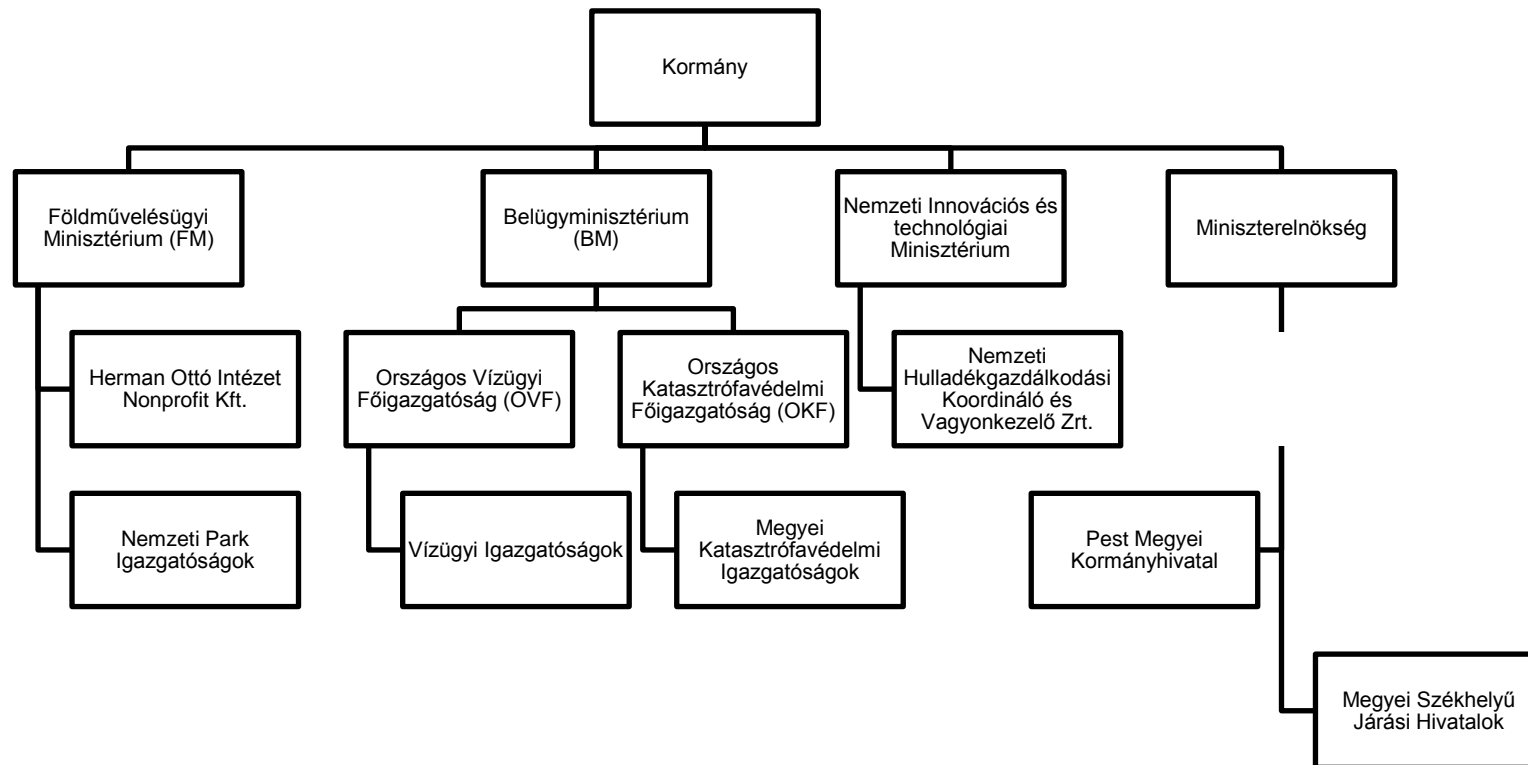 Kormány
Földművelésügyi
Minisztérium (FM)
Belügyminisztérium
(BM)
Nemzeti Innovációs és
technológiai
Minisztérium
Miniszterelnökség
Herman Ottó Intézet
Nonprofit Kft.
Országos Vízügyi
Főigazgatóság (OVF)
Országos
Katasztrófavédelmi
Főigazgatóság (OKF)
Nemzeti
Hulladékgazdálkodási
Koordináló és
Vagyonkezelő Zrt.
Nemzeti Park
Igazgatóságok
Vízügyi Igazgatóságok
Megyei
Katasztrófavédelmi
Igazgatóságok
Pest Megyei
Kormányhivatal
Megyei Székhelyű
Járási Hivatalok